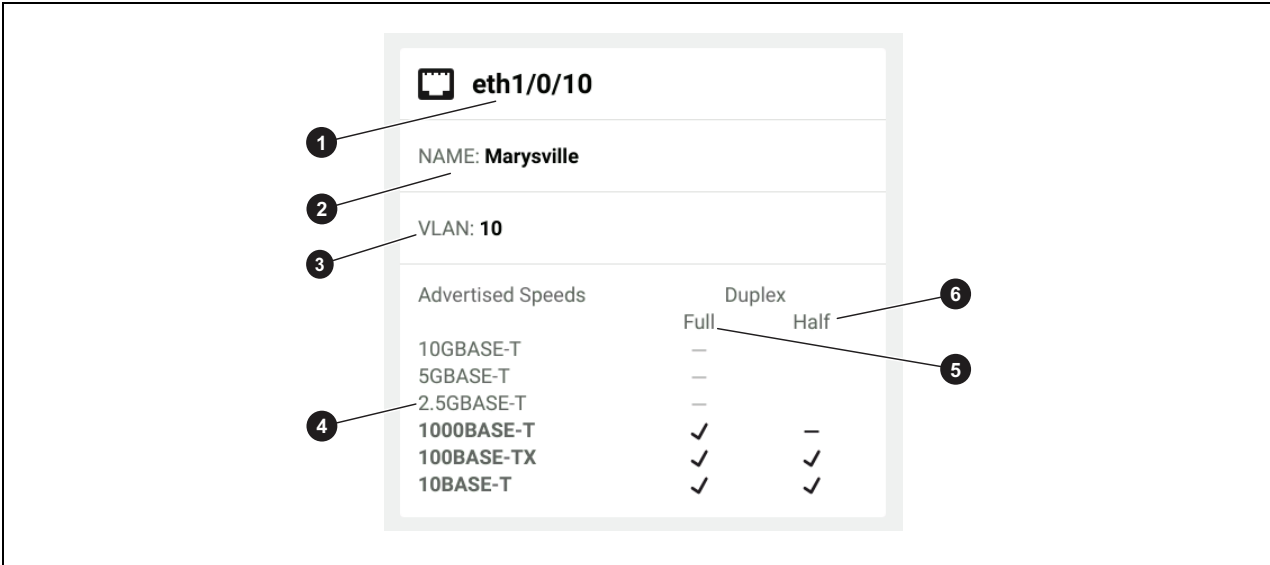 eth1/0/10
1
NAME: Marysville
2
VLAN: 10
3
Advertised Speeds Duplex
6
Full Half
10GBASE-T —
5GBASE-T —
5
2.5GBASE-T —
4
1000BASE-T ✓ —
100BASE-TX ✓ ✓
10BASE-T ✓ ✓